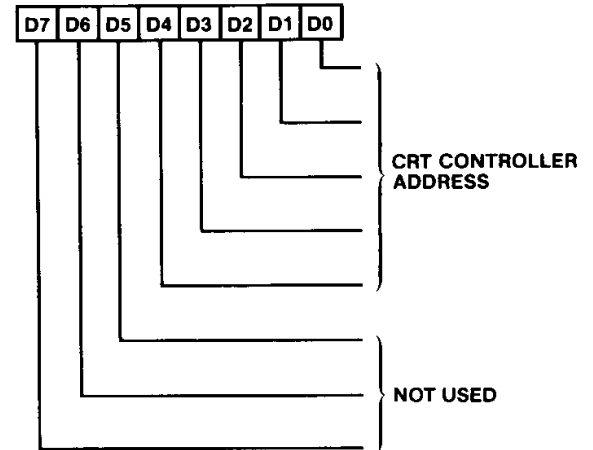 D7 D6 D5 D4 D3 D2 D1 D0
CRT CONTROLLER
ADDRESS
NOT USED